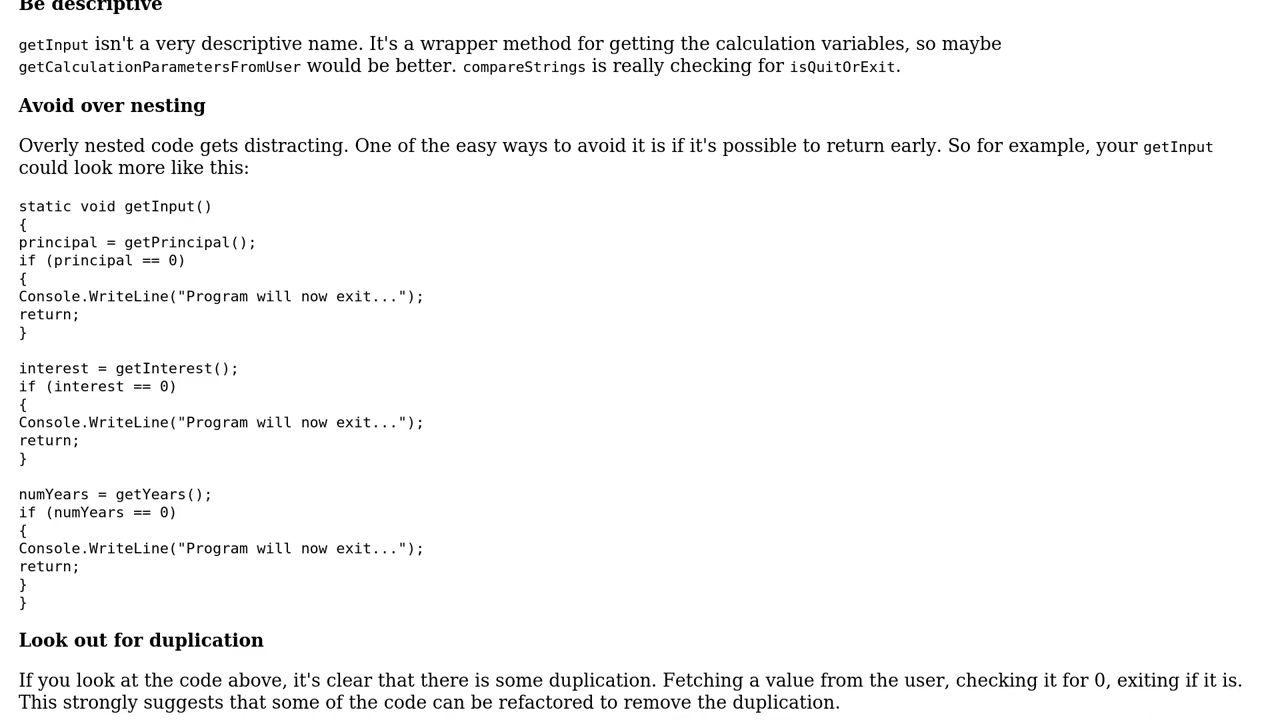 Be descriptive
getInput isn't a very descriptive name. It's a wrapper method for getting the calculation variables, so maybe
getCalculationParametersFromUser would be better. compareStrings is really checking for isQuitOrExit.
Avoid over nesting
Overly nested code gets distracting. One of the easy ways to avoid it is if it's possible to return early. So for example, your getInput
could look more like this:
static void getInput()
{
principal = getPrincipal();
if (principal == 0)
{
Console.WriteLine("Program will now exit...");
return;
}
interest = getInterest();
if (interest == 0)
{
Console.WriteLine("Program will now exit...");
return;
}
numYears = getYears();
if (numYears == 0)
{
Console.WriteLine("Program will now exit...");
return;
}
}
Look out for duplication
If you look at the code above, it's clear that there is some duplication. Fetching a value from the user, checking it for 0, exiting if it is.
This strongly suggests that some of the code can be refactored to remove the duplication.